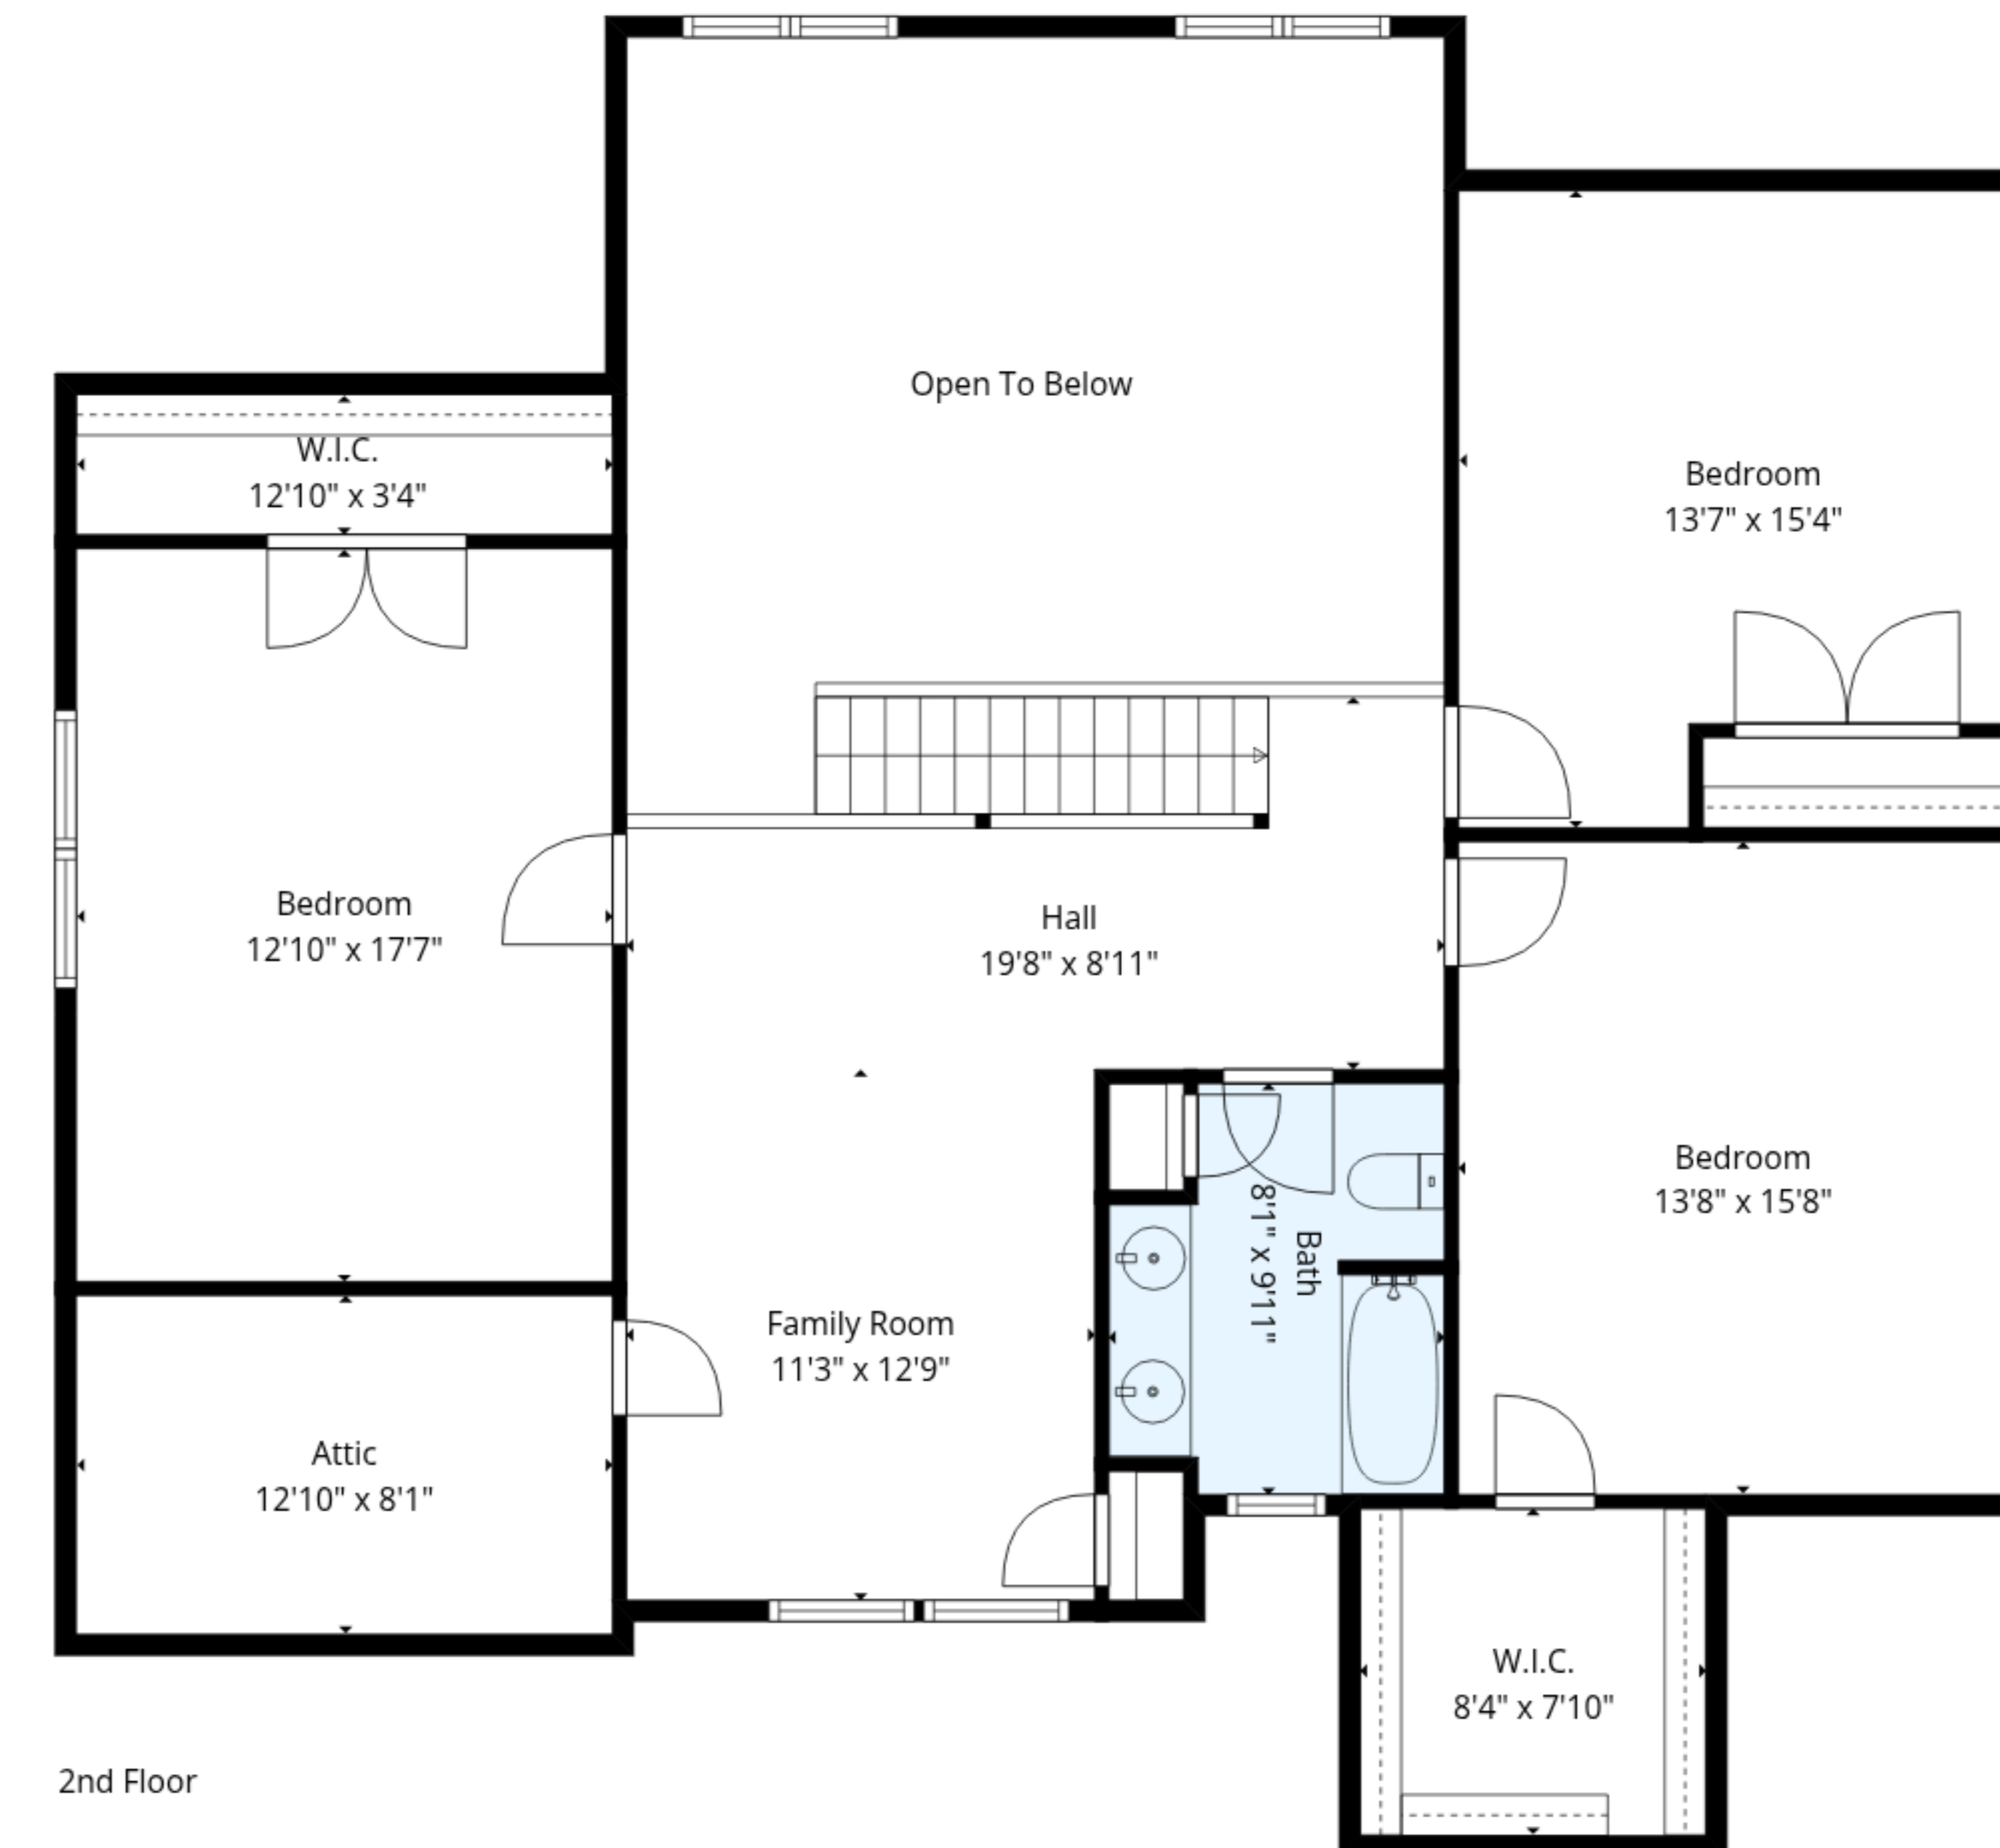 Open To Below
W.I.C.
12'10" x 3'4"
Bedroom
13'7" x 15'4"
Bedroom
12'10" x 17'7"
Hall
19'8" x 8'11"
Bedroom
13'8" x 15'8"
Bath
8'1" x 9'11"
Family Room
11'3" x 12'9"
Attic
12'10" x 8'1"
W.I.C.
8'4" x 7'10"
2nd Floor